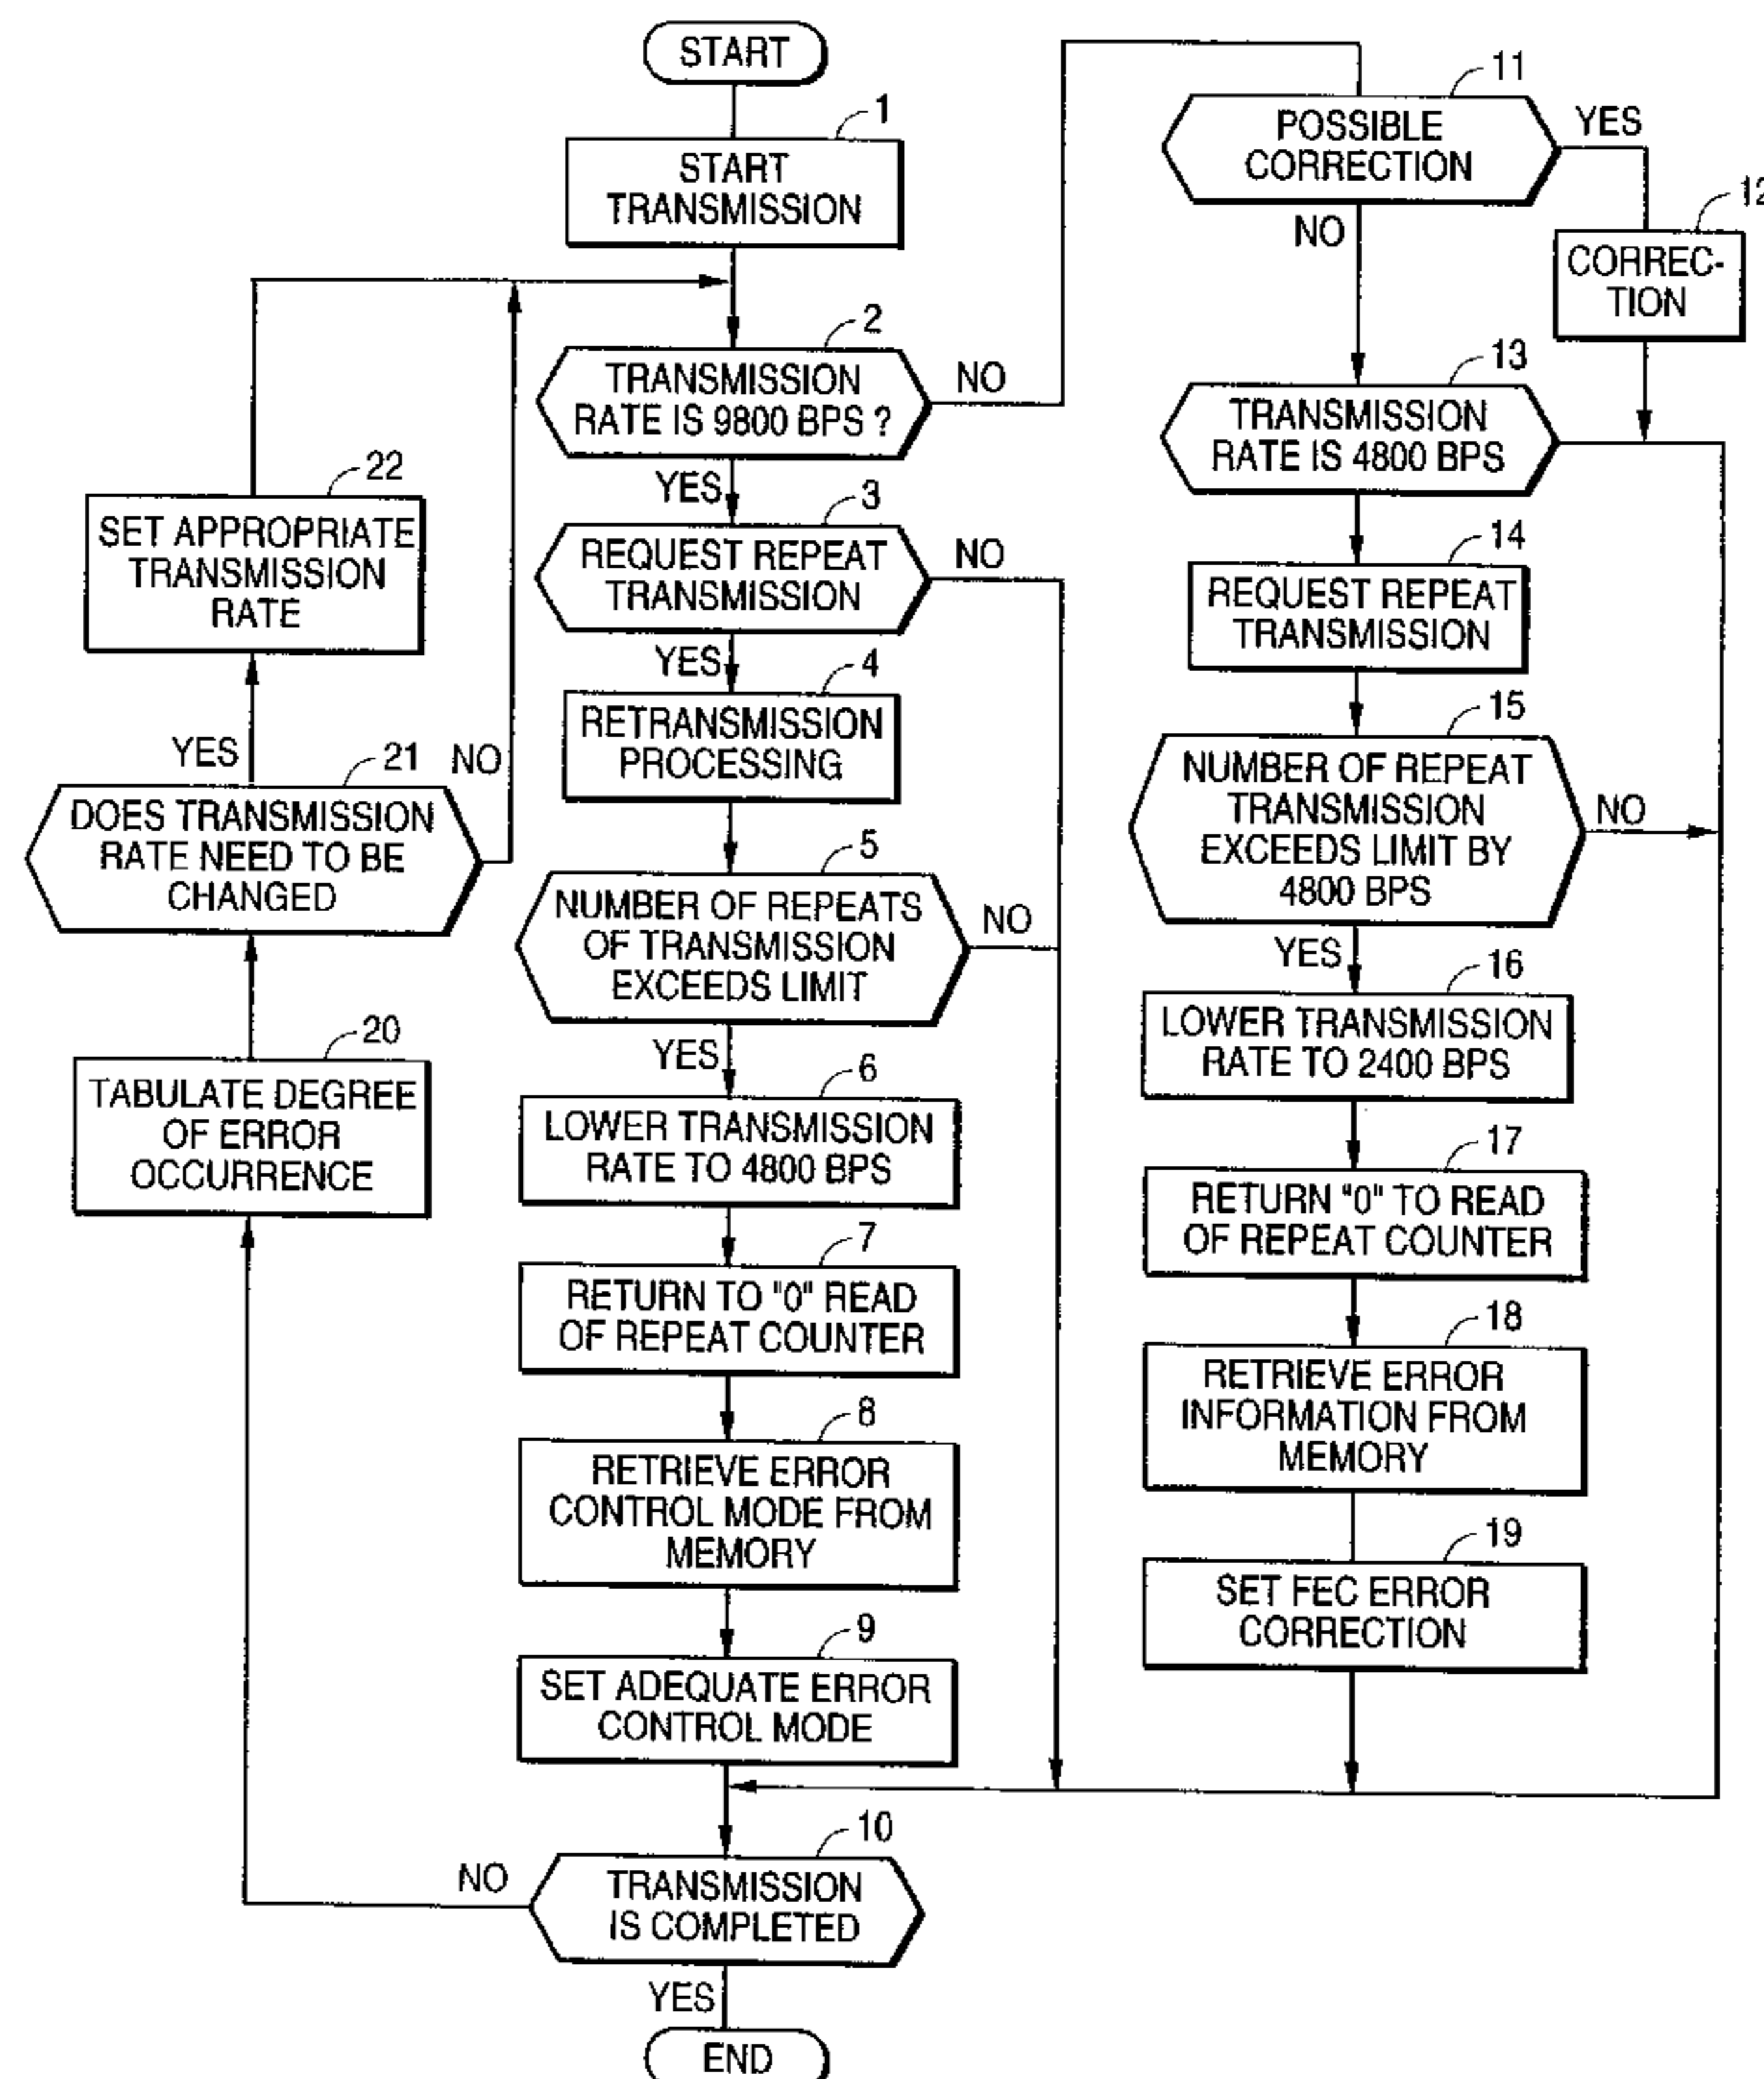 START
1
START
TRANSMISSION
2
TRANSMISSION
RATE IS 9800 BPS ?
NO
YES
3
REQUEST REPEAT
TRANSMISSION
NO
YES
4
RETRANSMISSION
PROCESSING
5
NUMBER OF REPEATS
OF TRANSMISSION
EXCEEDS LIMIT
NO
YES
6
LOWER TRANSMISSION
RATE TO 4800 BPS
7
RETURN TO "0" READ
OF REPEAT COUNTER
8
RETRIEVE ERROR
CONTROL MODE FROM
MEMORY
9
SET ADEQUATE ERROR
CONTROL MODE
10
TRANSMISSION
IS COMPLETED
NO
YES
END
11
POSSIBLE
CORRECTION
YES
NO
12
CORREC-
TION
13
TRANSMISSION
RATE IS 4800 BPS
14
REQUEST REPEAT
TRANSMISSION
15
NUMBER OF REPEAT
TRANSMISSION
EXCEEDS LIMIT BY
4800 BPS
NO
YES
16
LOWER TRANSMISSION
RATE TO 2400 BPS
17
RETURN "0" TO READ
OF REPEAT COUNTER
18
RETRIEVE ERROR
INFORMATION FROM
MEMORY
19
SET FEC ERROR
CORRECTION
20
TABULATE DEGREE
OF ERROR
OCCURRENCE
21
DOES TRANSMISSION
RATE NEED TO BE
CHANGED
YES
NO
22
SET APPROPRIATE
TRANSMISSION
RATE